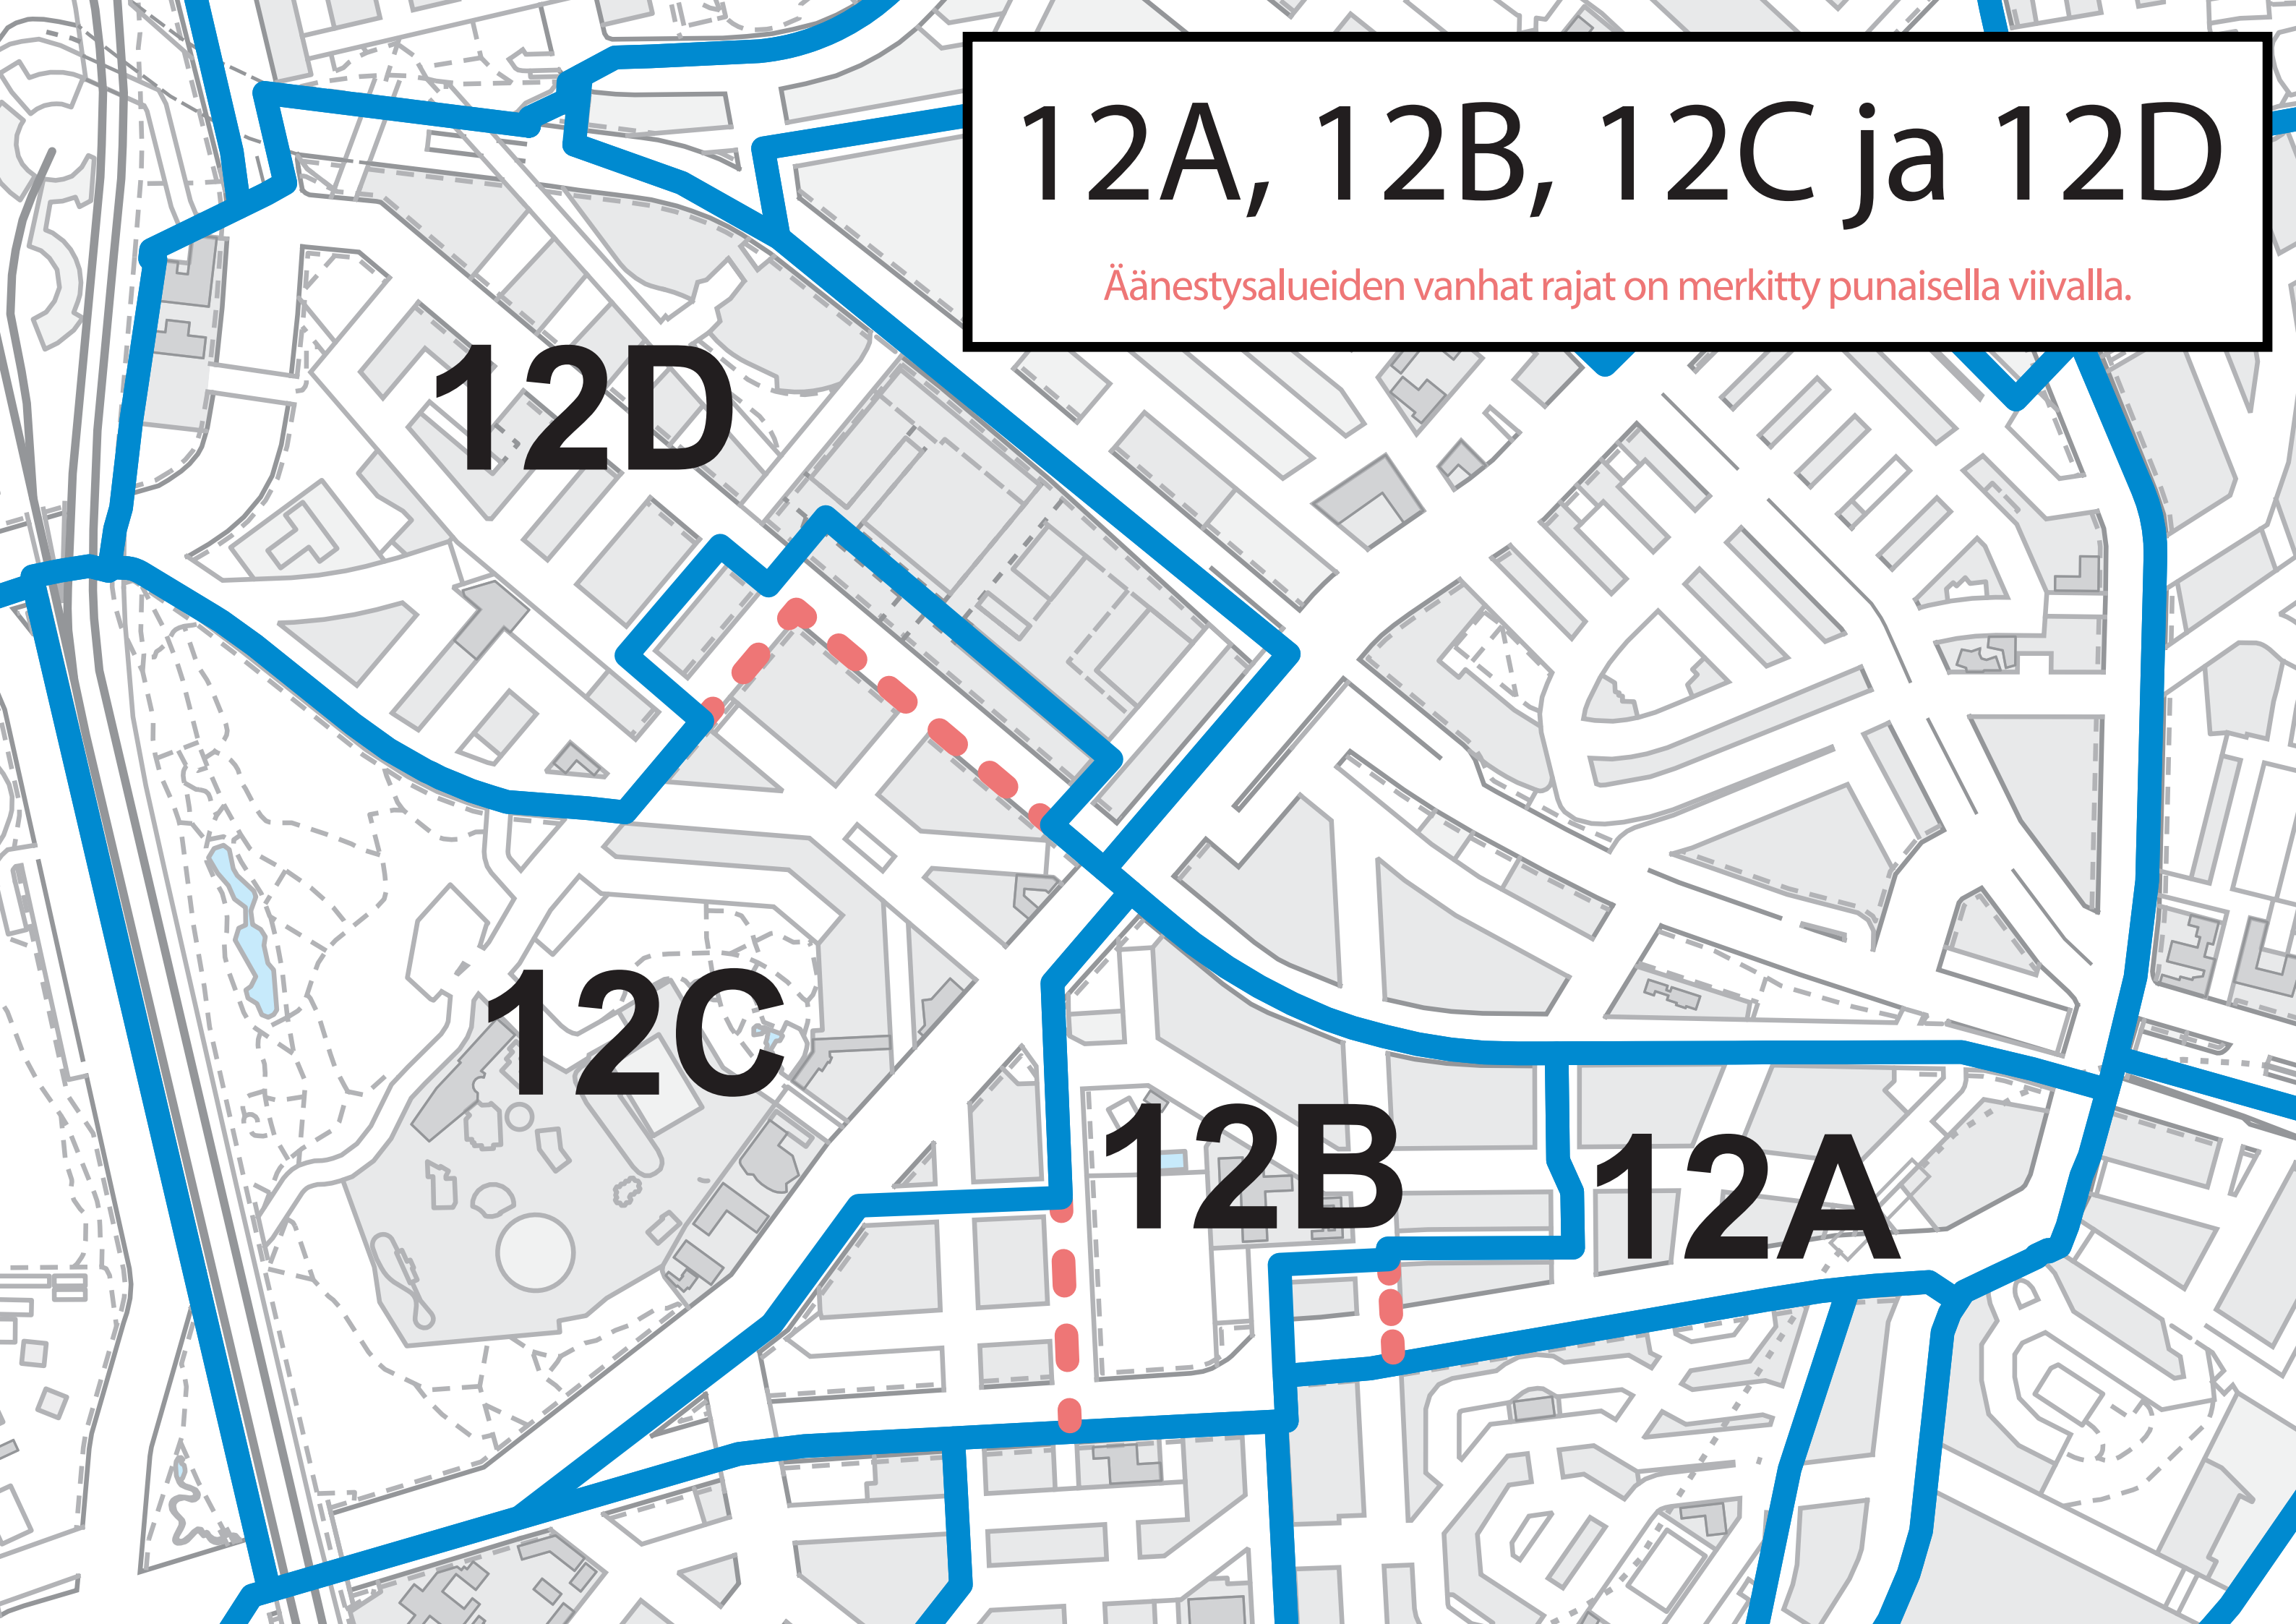 12A, 12B, 12C ja 12D
Äänestysalueiden vanhat rajat on merkitty punaisella viivalla.
12D
12C
12B
12A